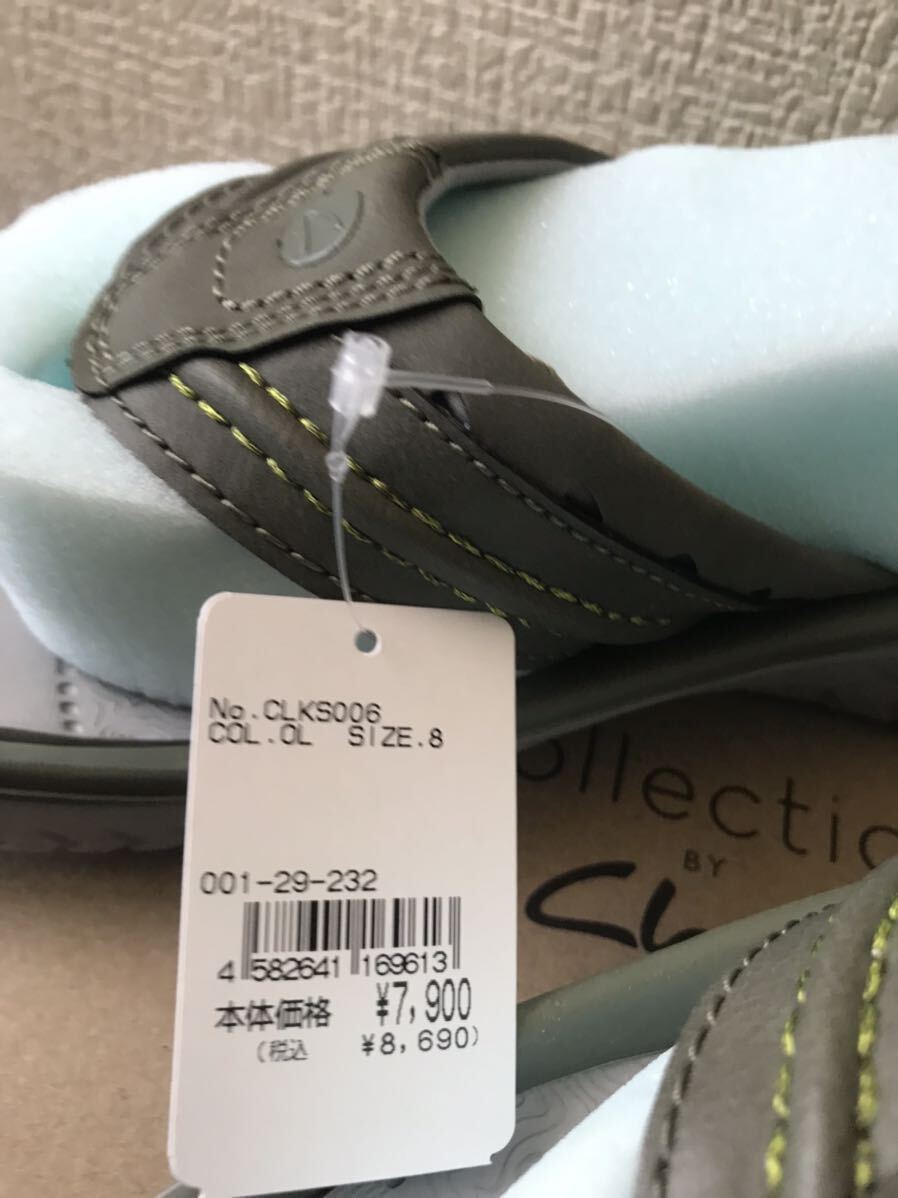 No.CLKS006
COL.OL SIZE.8
001-29-232
4 582641 169613
本体価格 ¥7,900
(税込 ¥8,690)
ollectio
BY